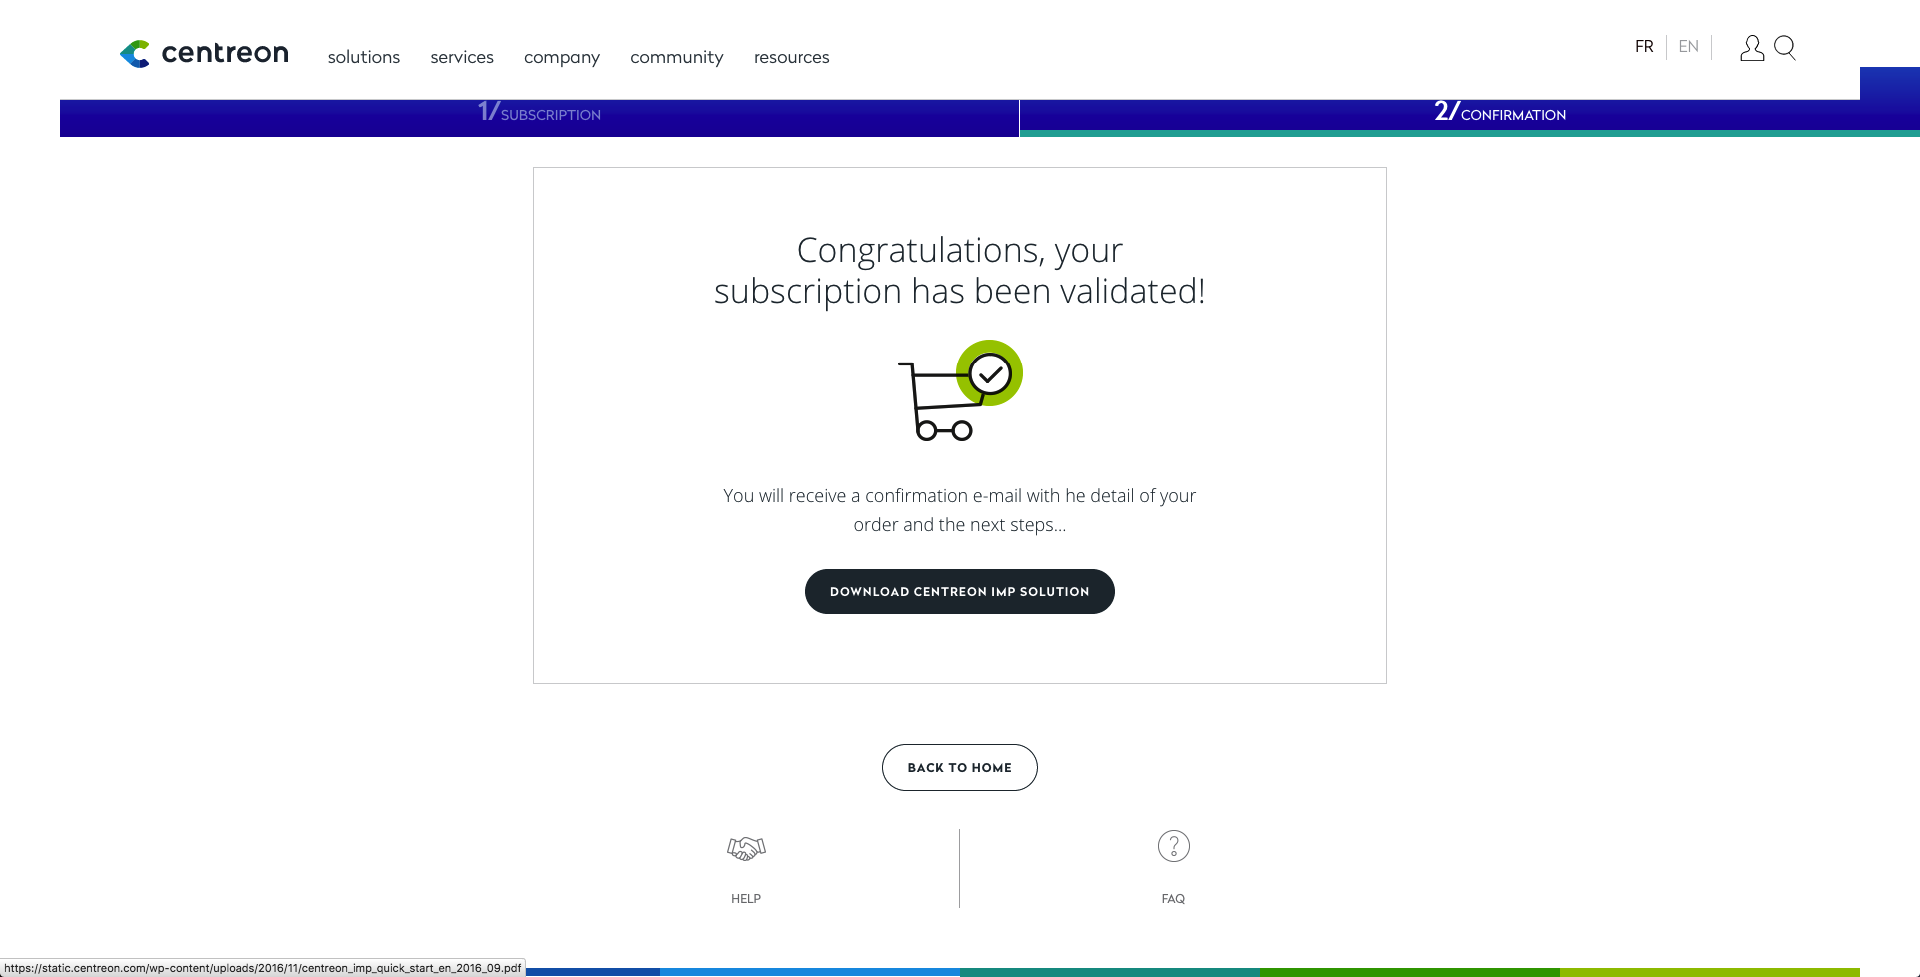 centreon
solutions services company community resources
FR EN
1/SUBSCRIPTION
2/CONFIRMATION
Congratulations, your
subscription has been validated!
You will receive a confirmation e-mail with he detail of your
order and the next steps...
DOWNLOAD CENTREON IMP SOLUTION
BACK TO HOME
HELP
?
FAQ
https://static.centreon.com/wp-content/uploads/2016/11/centreon_imp_quick_start_en_2016_09.pdf